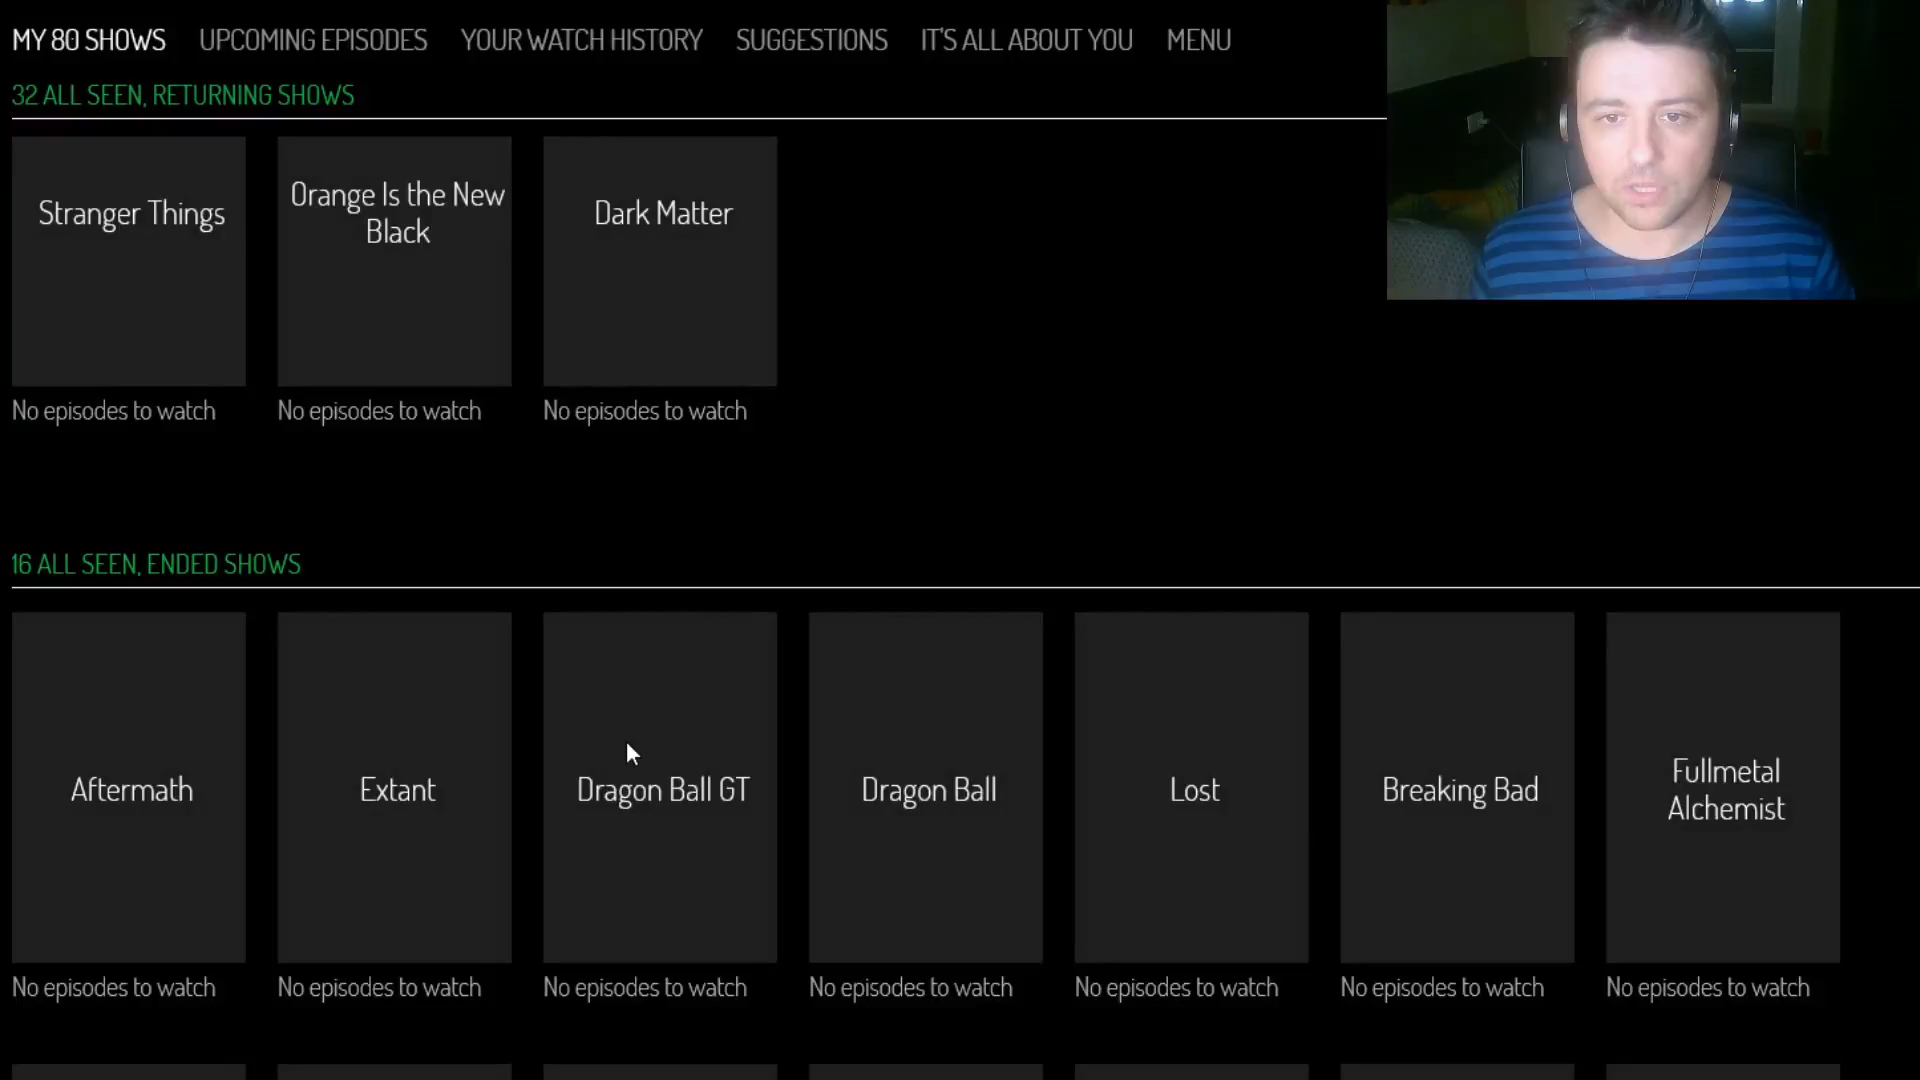 MY 80 SHOWS UPCOMING EPISODES YOUR WATCH HISTORY SUGGESTIONS IT'S ALL ABOUT YOU MENU
32 ALL SEEN, RETURNING SHOWS
Stranger Things
Orange Is the New
Black
Dark Matter
No episodes to watch No episodes to watch No episodes to watch
16 ALL SEEN, ENDED SHOWS
Aftermath
Extant
Dragon Ball GT
Dragon Ball
Lost
Breaking Bad
Fullmetal
Alchemist
No episodes to watch No episodes to watch No episodes to watch No episodes to watch No episodes to watch No episodes to watch No episodes to watch